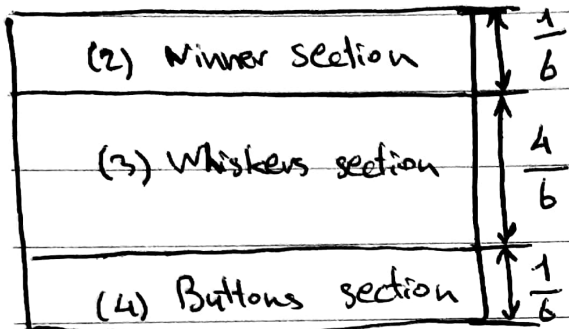 (2) Winner section
1/6
(3) Whiskers section
4/6
(4) Buttons section
1/6